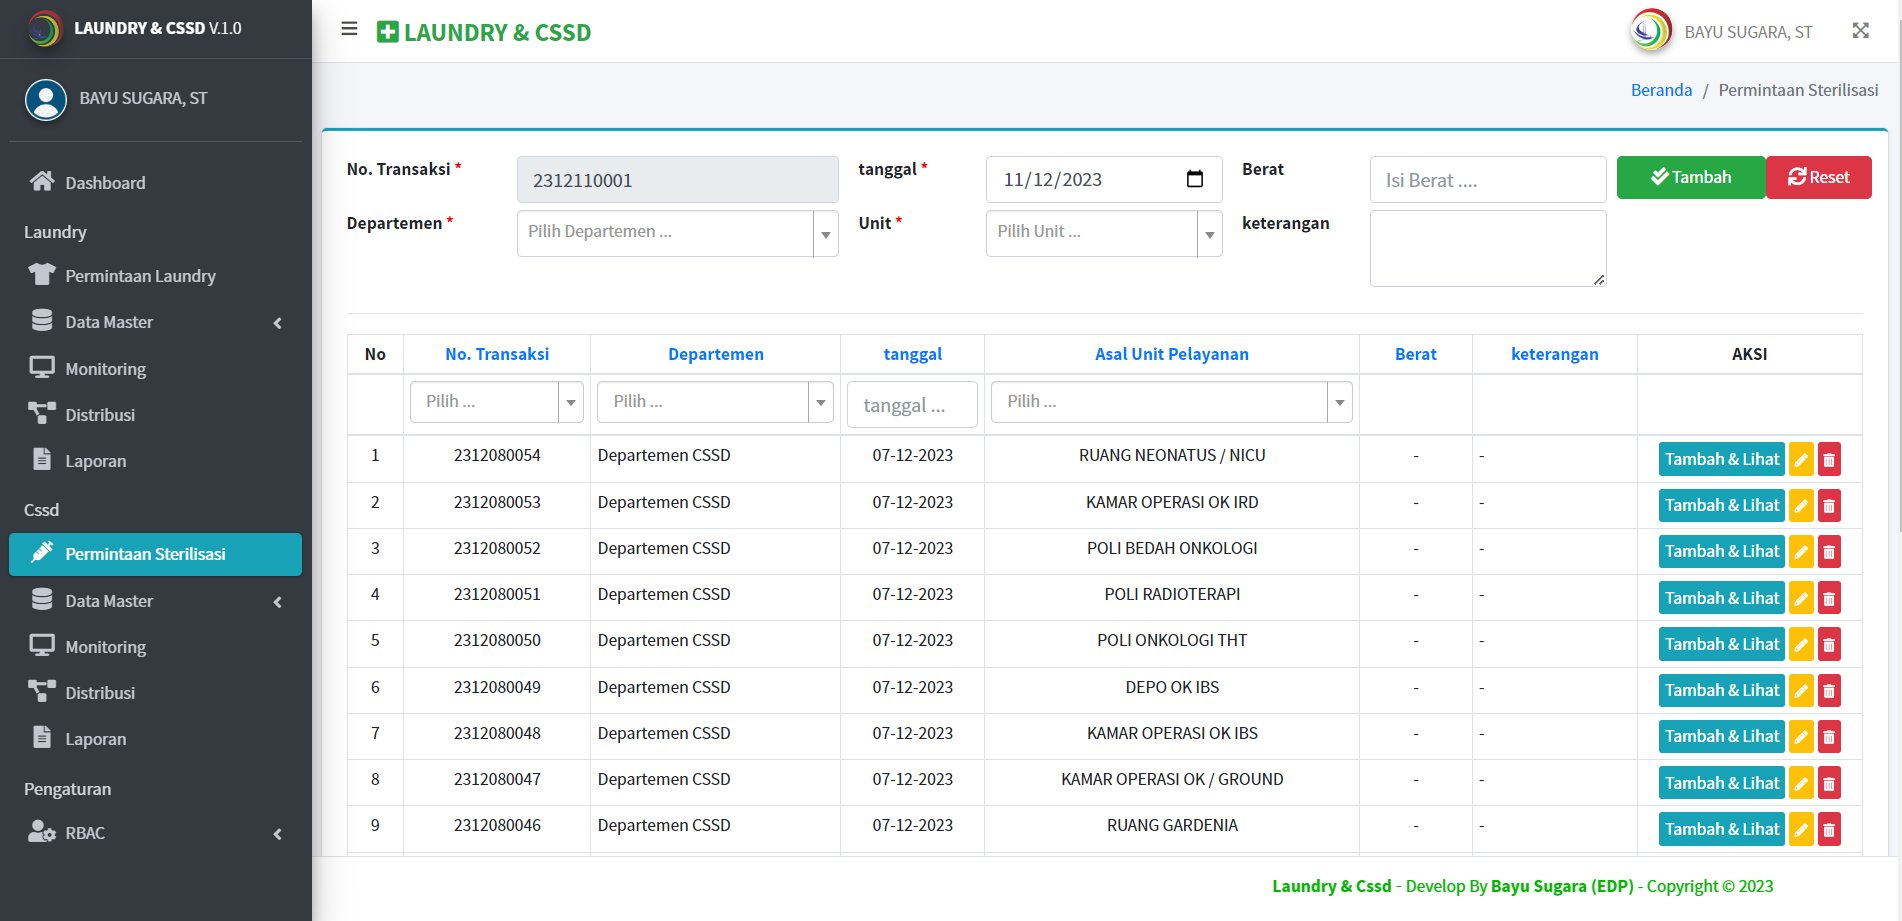 LAUNDRY & CSSD V.1.0
BAYU SUGARA, ST
Dashboard
Laundry
Permintaan Laundry
Data Master
Monitoring
Distribusi
Laporan
Cssd
Permintaan Sterilisasi
Data Master
Monitoring
Distribusi
Laporan
Pengaturan
RBAC
LAUNDRY & CSSD
BAYU SUGARA, ST
Beranda / Permintaan Sterilisasi
No. Transaksi * 2312110001 tanggal * 11/12/2023 Berat Isi Berat .... Tambah Reset
Departemen * Pilih Departemen ... Unit * Pilih Unit ... keterangan
No No. Transaksi Departemen tanggal Asal Unit Pelayanan Berat keterangan AKSI
Pilih ... Pilih ... tanggal ... Pilih ...
1 2312080054 Departemen CSSD 07-12-2023 RUANG NEONATUS / NICU - - Tambah & Lihat
2 2312080053 Departemen CSSD 07-12-2023 KAMAR OPERASI OK IRD - - Tambah & Lihat
3 2312080052 Departemen CSSD 07-12-2023 POLI BEDAH ONKOLOGI - - Tambah & Lihat
4 2312080051 Departemen CSSD 07-12-2023 POLI RADIOTERAPI - - Tambah & Lihat
5 2312080050 Departemen CSSD 07-12-2023 POLI ONKOLOGI THT - - Tambah & Lihat
6 2312080049 Departemen CSSD 07-12-2023 DEPO OK IBS - - Tambah & Lihat
7 2312080048 Departemen CSSD 07-12-2023 KAMAR OPERASI OK IBS - - Tambah & Lihat
8 2312080047 Departemen CSSD 07-12-2023 KAMAR OPERASI OK / GROUND - - Tambah & Lihat
9 2312080046 Departemen CSSD 07-12-2023 RUANG GARDENIA - - Tambah & Lihat
Laundry & Cssd - Develop By Bayu Sugara (EDP) - Copyright © 2023